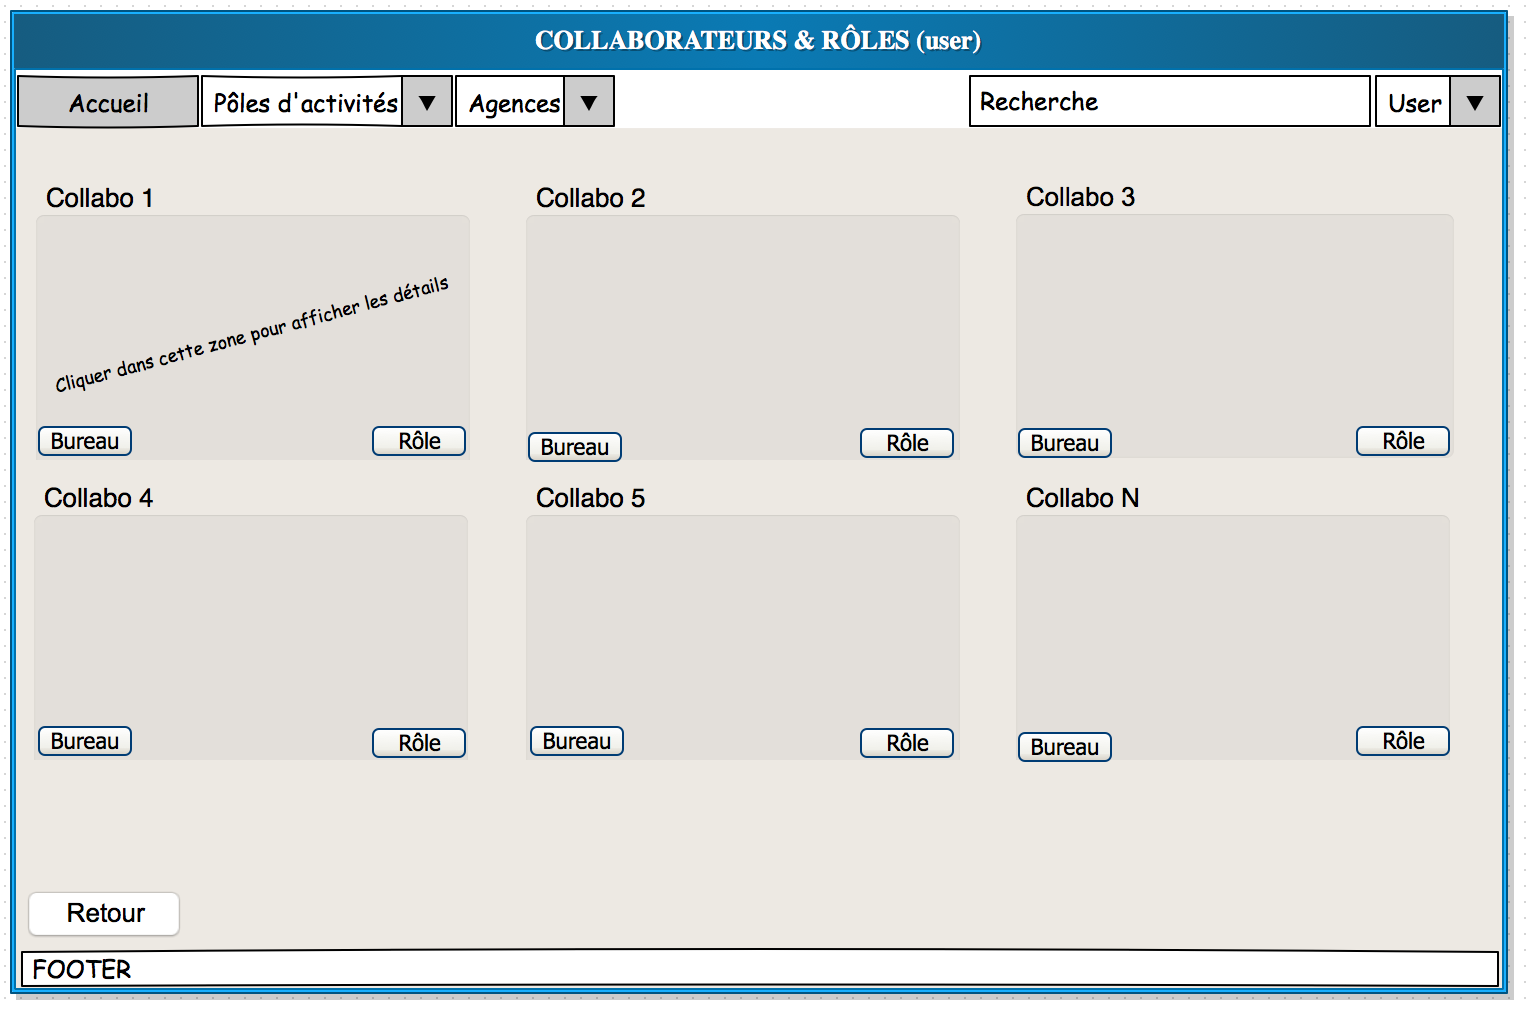 COLLABORATEURS & RÔLES (user)
Accueil
Pôles d'activités
Agences
Recherche
User
Collabo 1
Collabo 2
Collabo 3
Cliquer dans cette zone pour afficher les détails
Bureau
Rôle
Bureau
Rôle
Bureau
Rôle
Collabo 4
Collabo 5
Collabo N
Bureau
Rôle
Bureau
Rôle
Bureau
Rôle
Retour
FOOTER